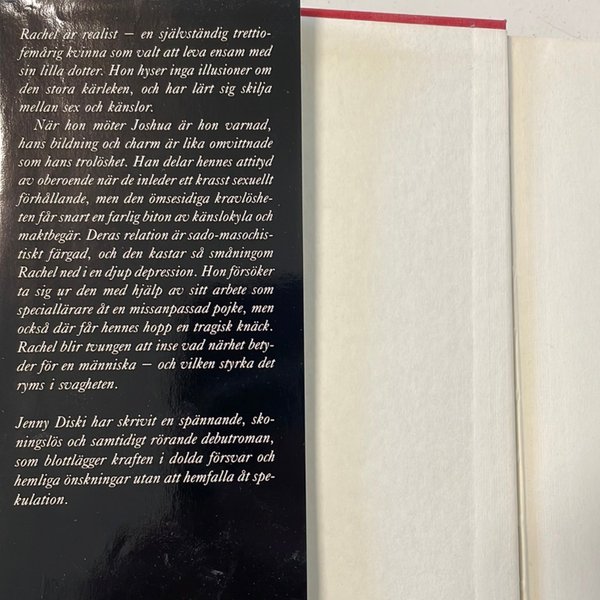 Rachel är realist – en självständig trettio-
femårig kvinna som valt att leva ensam med
sin lilla dotter. Hon hyser inga illusioner om
den stora kärleken, och har lärt sig skilja
mellan sex och känslor.
När hon möter Joshua är hon varnad,
hans bildning och charm är lika omvittnade
som hans trolöshet. Han delar hennes attityd
av oberoende när de inleder ett krasst sexuellt
förhållande, men den ömsesidiga kravlöshe-
ten får snart en farlig biton av känslokyla och
maktbegär. Deras relation är sado-masochis-
tiskt färgad, och den kastar så småningom
Rachel ned i en djup depression. Hon försöker
ta sig ur den med hjälp av sitt arbete som
speciallärare åt en missanpassad pojke, men
också där får hennes hopp en tragisk knäck.
Rachel blir tvungen att inse vad närhet bety-
der för en människa – och vilken styrka det
ryms i svagheten.
Jenny Diski har skrivit en spännande, sko-
ningslös och samtidigt rörande debutroman,
som blottlägger kraften i dolda försvar och
hemliga önskningar utan att hemfalla åt spe-
kulation.